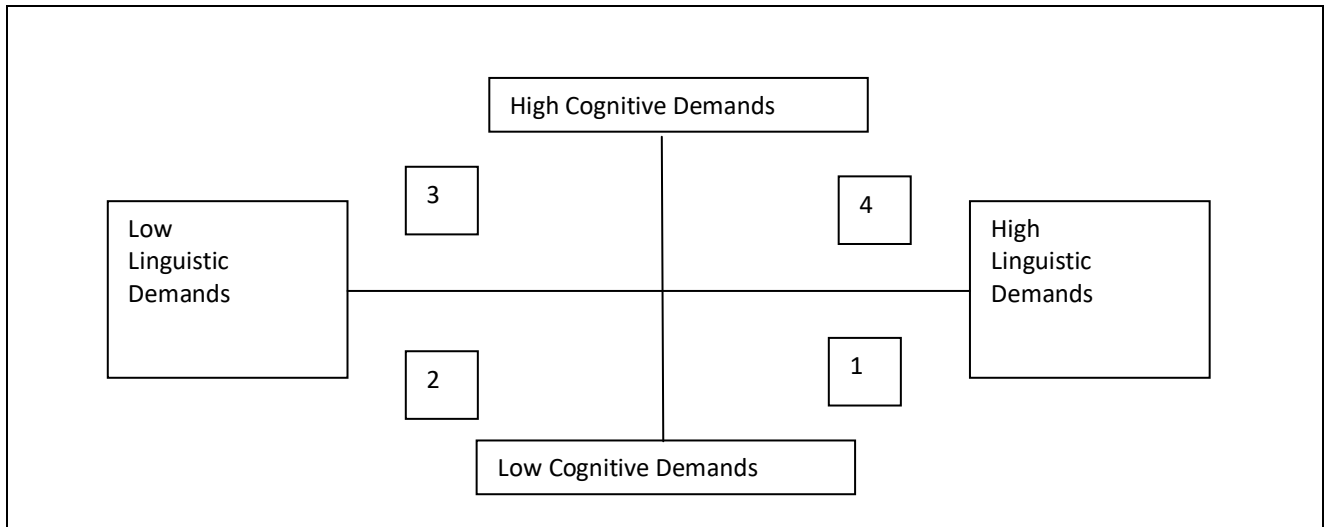 High Cognitive Demands
3
4
Low
Linguistic
Demands
High
Linguistic
Demands
2
1
Low Cognitive Demands